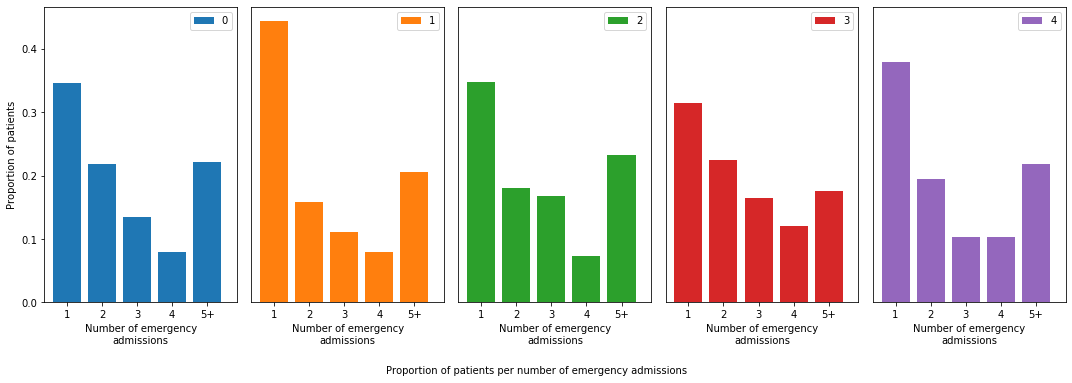 0
1
2
3
4
0.4
0.3
0.2
0.1
0.0
Proportion of patients
1 2 3 4 5+
Number of emergency
admissions
1 2 3 4 5+
Number of emergency
admissions
1 2 3 4 5+
Number of emergency
admissions
1 2 3 4 5+
Number of emergency
admissions
1 2 3 4 5+
Number of emergency
admissions
Proportion of patients per number of emergency admissions